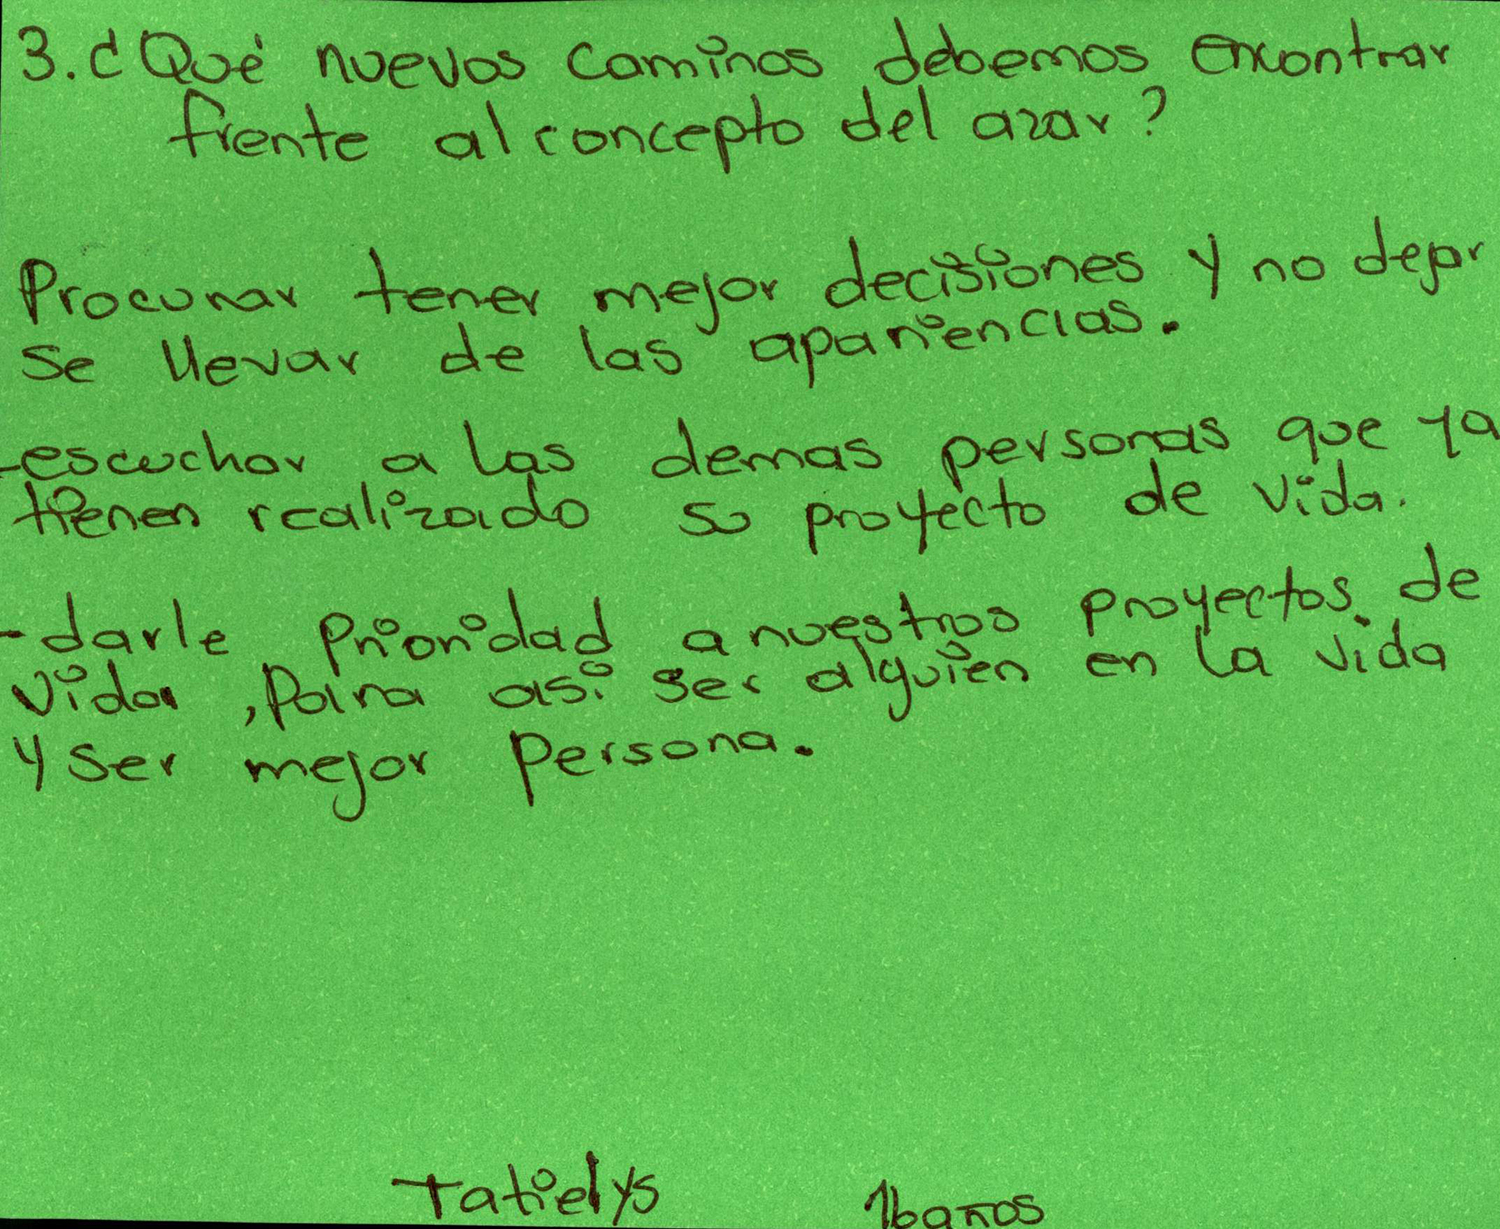 3. ¿Qué nuevos caminos debemos encontrar
frente al concepto del azar?
Procurar tener mejor decisiones y no dejar
se llevar de las apariencias.
-escuchar a las demas personas que ya
tienen realizado su proyecto de vida.
-darle prioridad a nuestros proyectos de
vida, para así ser alguien en la vida
y ser mejor persona.
Tatielys